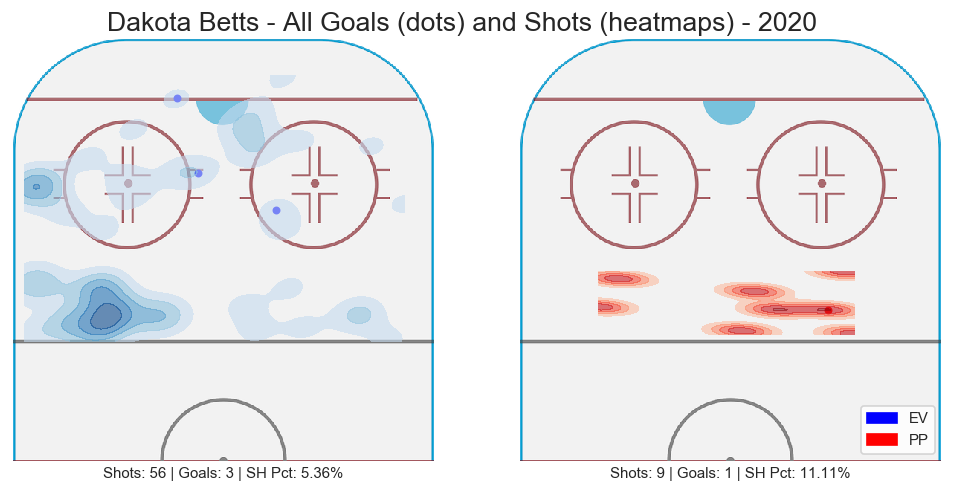 Dakota Betts - All Goals (dots) and Shots (heatmaps) - 2020
EV
PP
Shots: 56 | Goals: 3 | SH Pct: 5.36%
Shots: 9 | Goals: 1 | SH Pct: 11.11%